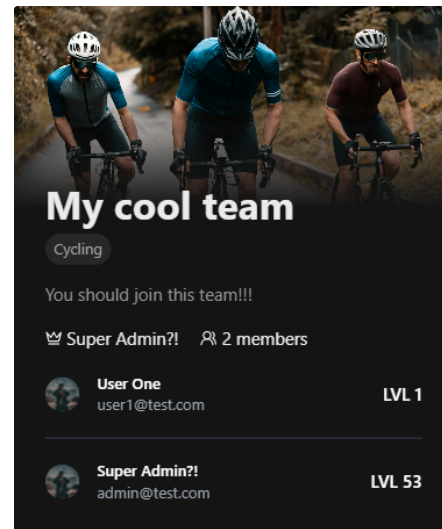 My cool team
Cycling
You should join this team!!!
Super Admin?! 2 members
User One
user1@test.com
LVL 1
Super Admin?!
admin@test.com
LVL 53